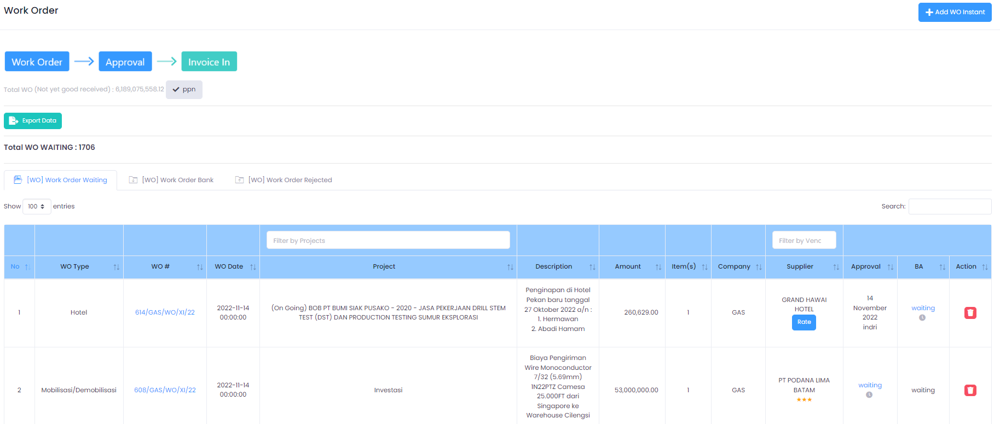 Work Order
Add WO Instant
Work Order
Approval
Invoice In
Total WO (Not yet good received) : 6,189,075,558.12
ppn
Export Data
Total WO WAITING : 1706
[WO] Work Order Waiting
[WO] Work Order Bank
[WO] Work Order Rejected
Show 100 entries
Search:
Filter by Projects
Filter by Venc
No
WO Type
WO #
WO Date
Project
Description
Amount
Item(s)
Company
Supplier
Approval
BA
Action
1
Hotel
614/GAS/WO/XI/22
2022-11-14
00:00:00
(On Going) BOB PT BUMI SIAK PUSAKO - 2020 - JASA PEKERJAAN DRILL STEM
TEST (DST) DAN PRODUCTION TESTING SUMUR EKSPLORASI
Penginapan di Hotel
Pekan baru tanggal
27 Oktober 2022 a/n :
1. Hermawan
2. Abadi Hamam
260,629.00
1
GAS
GRAND HAWAI
HOTEL
Rate
14
November
2022
indri
waiting
2
Mobilisasi/Demobilisasi
608/GAS/WO/XI/22
2022-11-14
00:00:00
Investasi
Biaya Pengiriman
Wire Monoconductor
7/32 (5.69mm)
1N22PTZ Camesa
25.000FT dari
Singapore ke
Warehouse Cilengsi
53,000,000.00
1
GAS
PT PODANA LIMA
BATAM
waiting
waiting